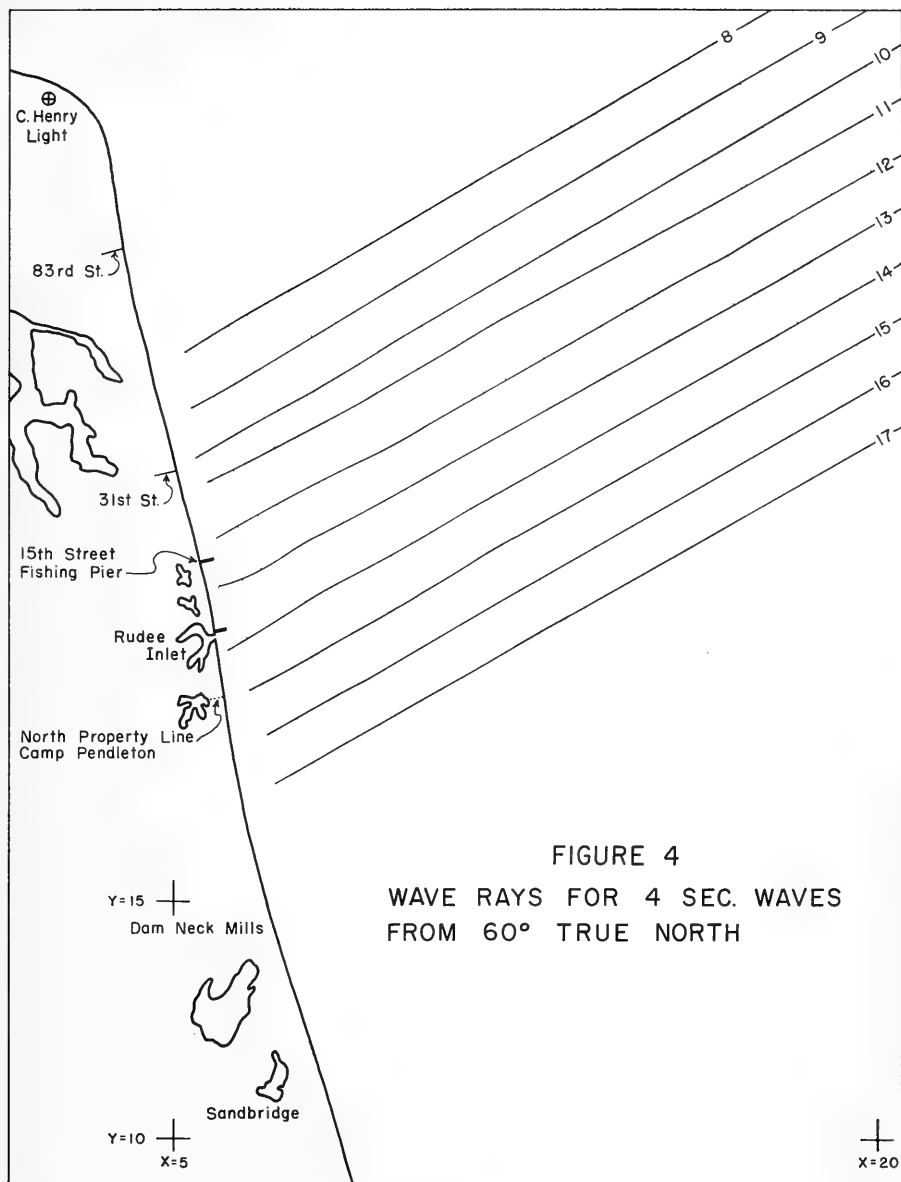 8
9
10
11
12
13
14
15
16
17
C. Henry
Light
83rd St.
31st St.
15th Street
Fishing Pier
Rudee
Inlet
North Property Line
Camp Pendleton
FIGURE 4
WAVE RAYS FOR 4 SEC. WAVES
FROM 60° TRUE NORTH
Y=15
Dam Neck Mills
Sandbridge
Y=10
X=5
X=20